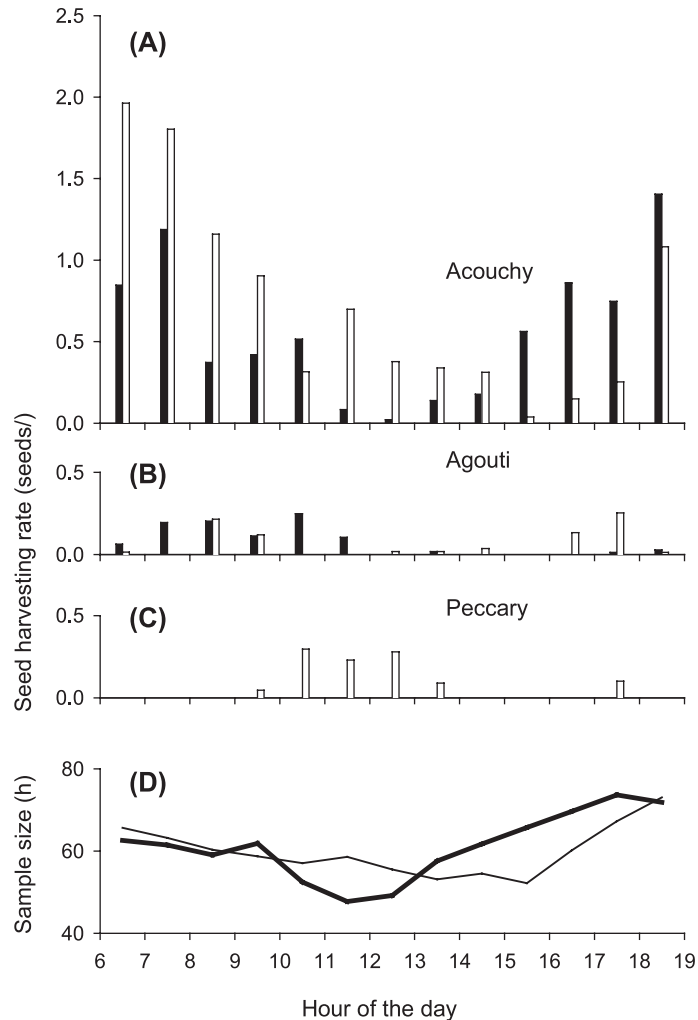 2.5
(A)
2.0
1.5
1.0
Acouchy
0.5
0.0
Seed harvesting rate (seeds/)
(B)
Agouti
0.5
0.0
(C)
Peccary
0.5
0.0
(D)
80
60
40
Sample size (h)
6 7 8 9 10 11 12 13 14 15 16 17 18 19
Hour of the day